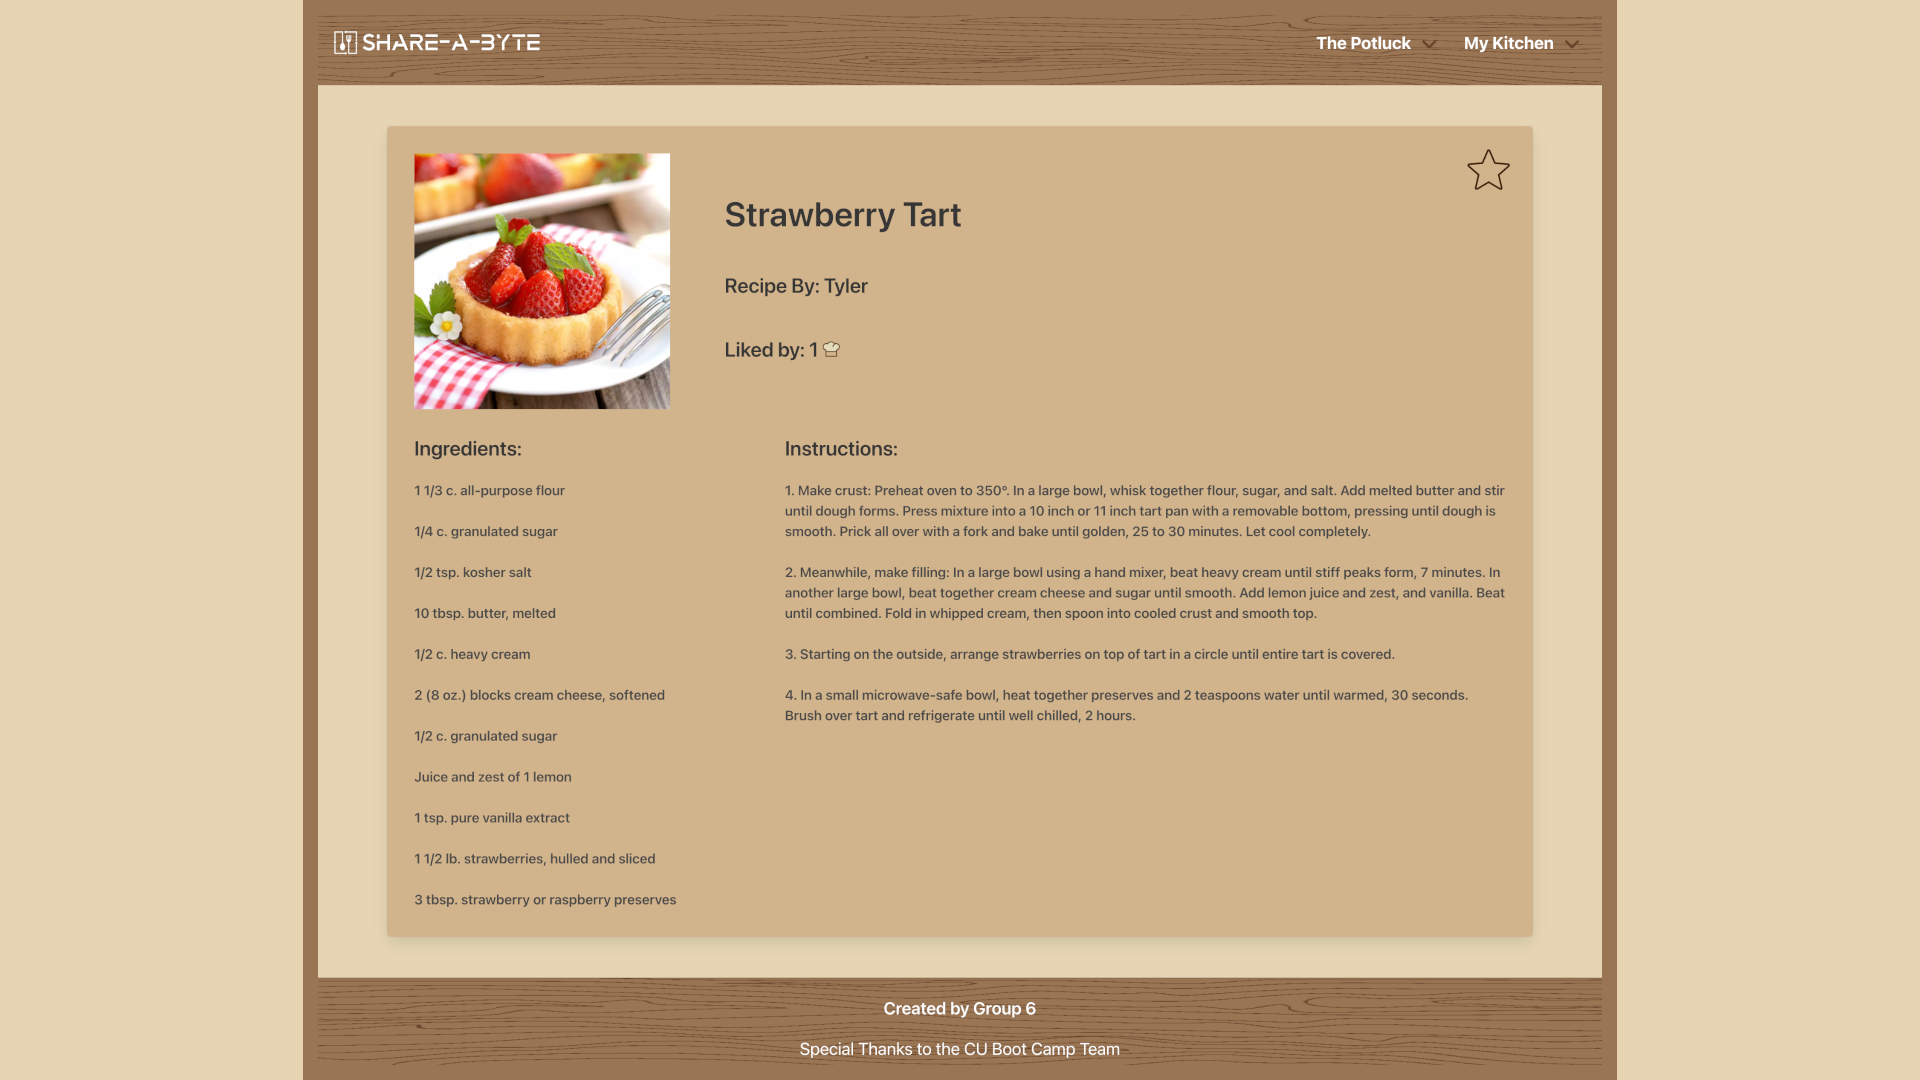 SHARE-A-BYTE
The Potluck
My Kitchen
Strawberry Tart
Recipe By: Tyler
Liked by: 1
Ingredients:
1 1/3 c. all-purpose flour
1/4 c. granulated sugar
1/2 tsp. kosher salt
10 tbsp. butter, melted
1/2 c. heavy cream
2 (8 oz.) blocks cream cheese, softened
1/2 c. granulated sugar
Juice and zest of 1 lemon
1 tsp. pure vanilla extract
1 1/2 lb. strawberries, hulled and sliced
3 tbsp. strawberry or raspberry preserves
Instructions:
1. Make crust: Preheat oven to 350°. In a large bowl, whisk together flour, sugar, and salt. Add melted butter and stir
until dough forms. Press mixture into a 10 inch or 11 inch tart pan with a removable bottom, pressing until dough is
smooth. Prick all over with a fork and bake until golden, 25 to 30 minutes. Let cool completely.
2. Meanwhile, make filling: In a large bowl using a hand mixer, beat heavy cream until stiff peaks form, 7 minutes. In
another large bowl, beat together cream cheese and sugar until smooth. Add lemon juice and zest, and vanilla. Beat
until combined. Fold in whipped cream, then spoon into cooled crust and smooth top.
3. Starting on the outside, arrange strawberries on top of tart in a circle until entire tart is covered.
4. In a small microwave-safe bowl, heat together preserves and 2 teaspoons water until warmed, 30 seconds.
Brush over tart and refrigerate until well chilled, 2 hours.
Created by Group 6
Special Thanks to the CU Boot Camp Team